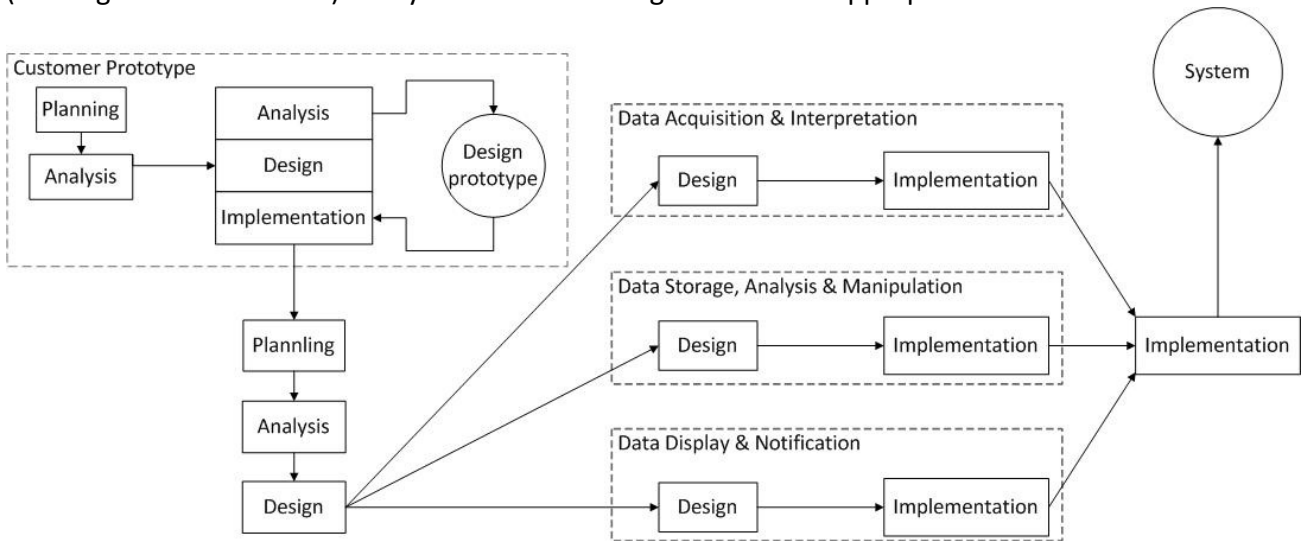 Customer Prototype
Planning
Analysis
Analysis
Design
Implementation
Design
prototype
Plannling
Analysis
Design
Data Acquisition & Interpretation
Design
Implementation
Data Storage, Analysis & Manipulation
Design
Implementation
Data Display & Notification
Design
Implementation
Implementation
System